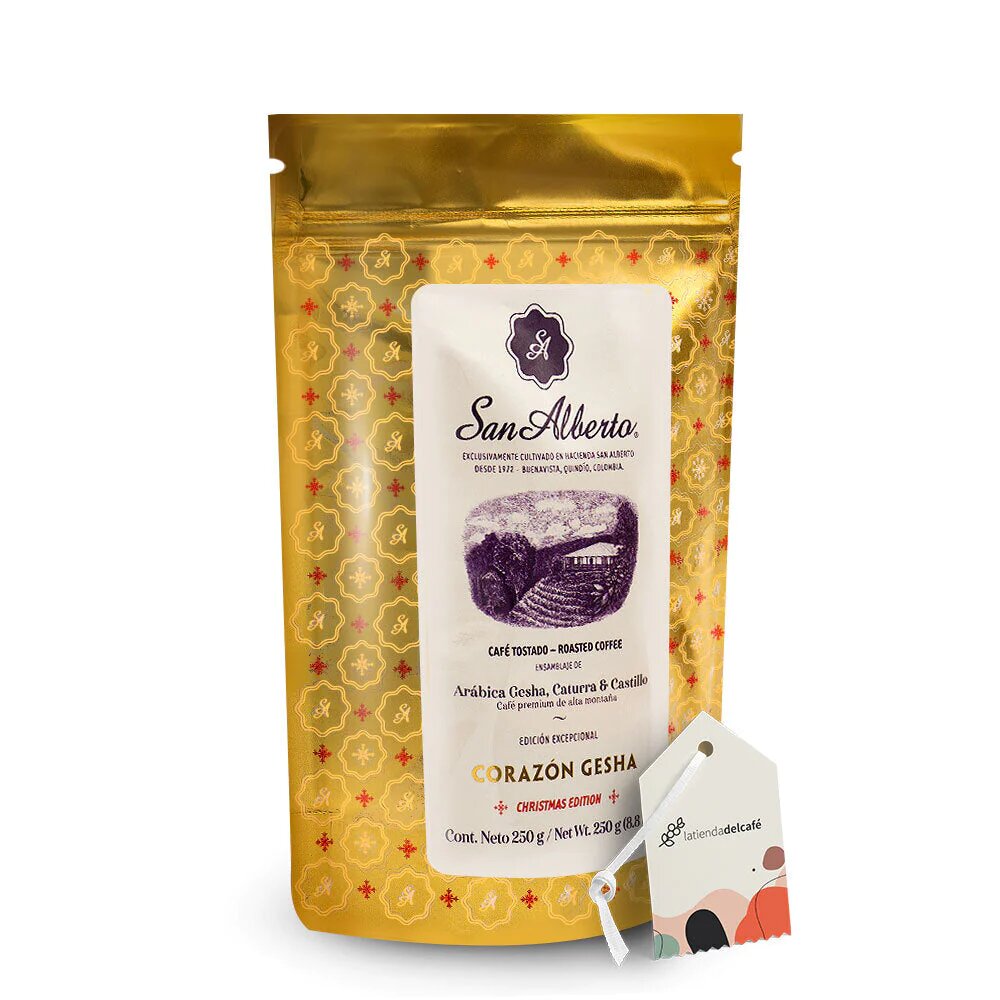 SA
San Alberto®
EXCLUSIVAMENTE CULTIVADO EN HACIENDA SAN ALBERTO
DESDE 1972 - BUENAVISTA, QUINDÍO, COLOMBIA.
CAFÉ TOSTADO – ROASTED COFFEE
ENSAMBLAJE DE
Arábica Gesha, Caturra & Castillo
Café premium de alta montaña
EDICIÓN EXCEPCIONAL
CORAZÓN GESHA
CHRISTMAS EDITION
Cont. Neto 250 g / Net Wt. 250 g (8.8
latiendadelcafé